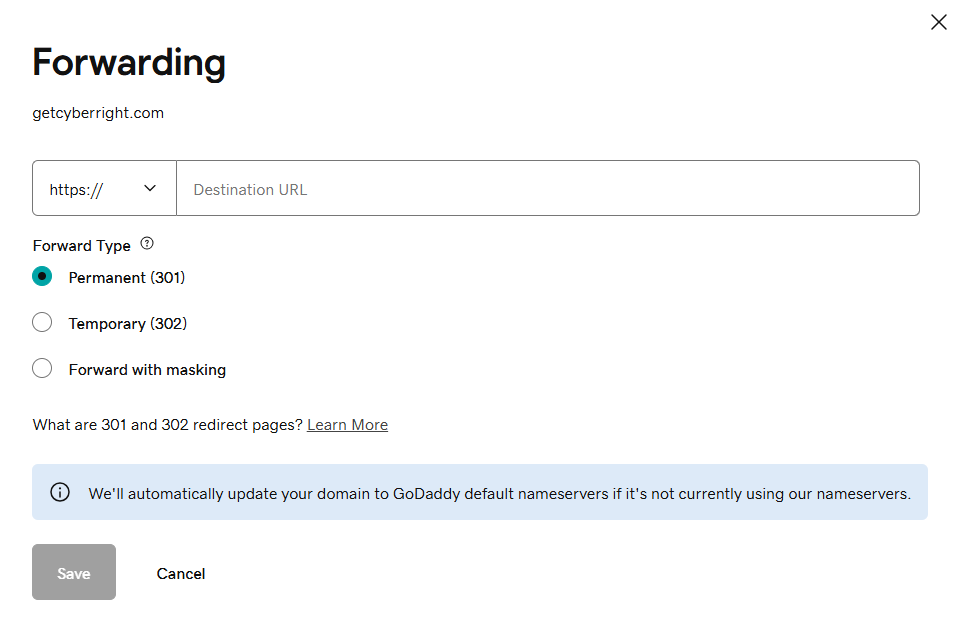 Forwarding
getcyberright.com
https:// Destination URL
Forward Type
Permanent (301)
Temporary (302)
Forward with masking
What are 301 and 302 redirect pages? Learn More
We'll automatically update your domain to GoDaddy default nameservers if it's not currently using our nameservers.
Save Cancel